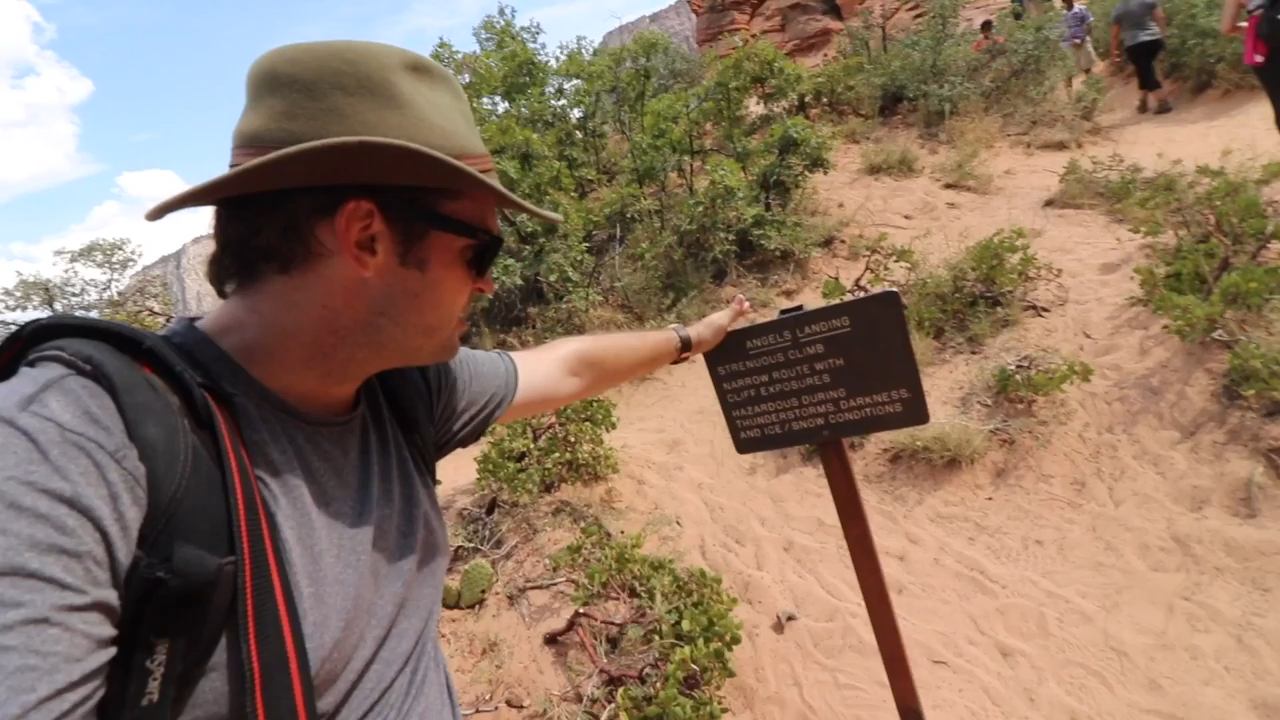 ANGELS LANDING
STRENUOUS CLIMB
NARROW ROUTE WITH
CLIFF EXPOSURES
HAZARDOUS DURING
THUNDERSTORMS, DARKNESS,
AND ICE / SNOW CONDITIONS
JANSPORT